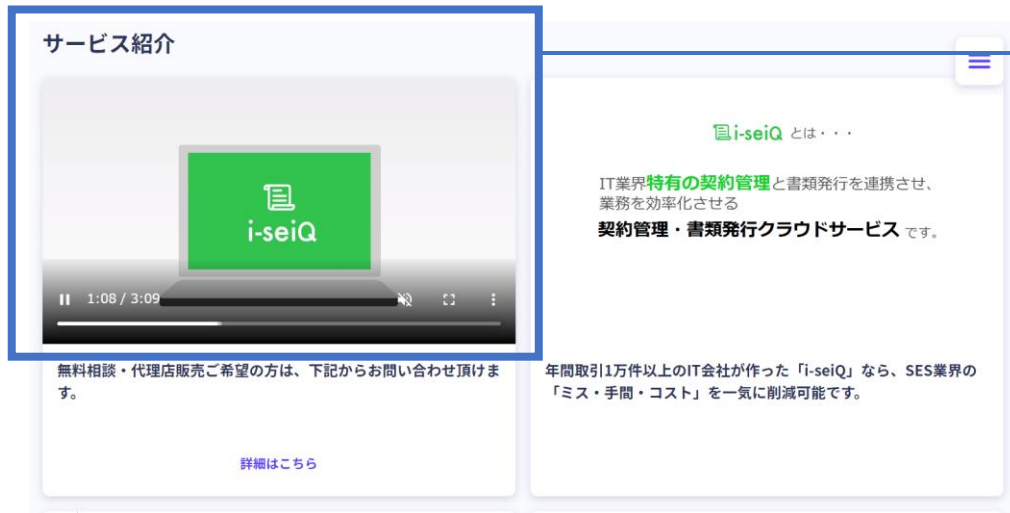 サービス紹介
i-seiQ
1:08 / 3:09
無料相談・代理店販売ご希望の方は、下記からお問い合わせ頂けま
す。
詳細はこちら
i-seiQ とは・・・
IT業界特有の契約管理と書類発行を連携させ、
業務を効率化させる
契約管理・書類発行クラウドサービス です。
年間取引1万件以上のIT会社が作った「i-seiQ」なら、SES業界の
「ミス・手間・コスト」を一気に削減可能です。